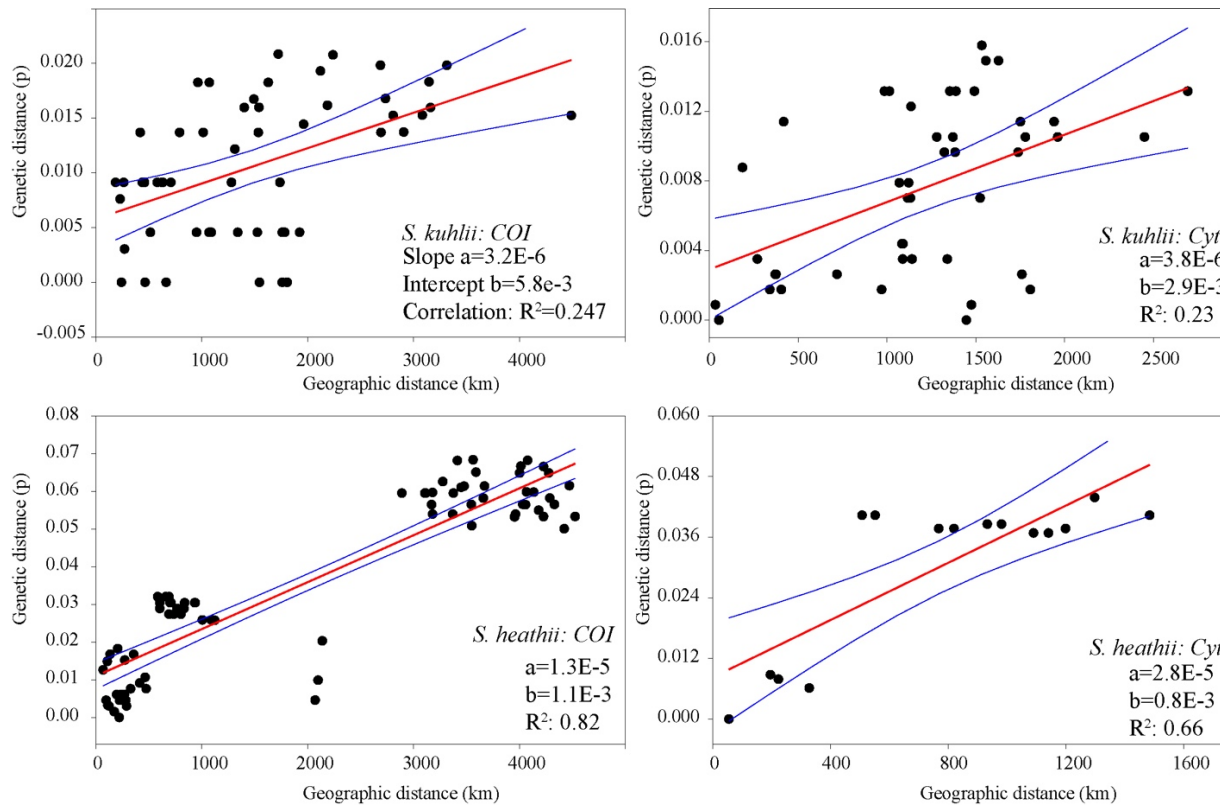 Genetic distance (p)
0.020
0.015
0.010
0.005
0.000
-0.005
S. kuhlii: COI
Slope a=3.2E-6
Intercept b=5.8e-3
Correlation: R²=0.247
0 1000 2000 3000 4000
Geographic distance (km)
Genetic distance (p)
0.016
0.012
0.008
0.004
0.000
S. kuhlii: Cyt
a=3.8E-6
b=2.9E-3
R²: 0.23
0 500 1000 1500 2000 2500
Geographic distance (km)
Genetic distance (p)
0.08
0.07
0.06
0.05
0.04
0.03
0.02
0.01
0.00
S. heathii: COI
a=1.3E-5
b=1.1E-3
R²: 0.82
0 1000 2000 3000 4000
Geographic distance (km)
Genetic distance (p)
0.060
0.048
0.036
0.024
0.012
0.000
S. heathii: Cy
a=2.8E-5
b=0.8E-3
R²: 0.66
0 400 800 1200 1600
Geographic distance (km)